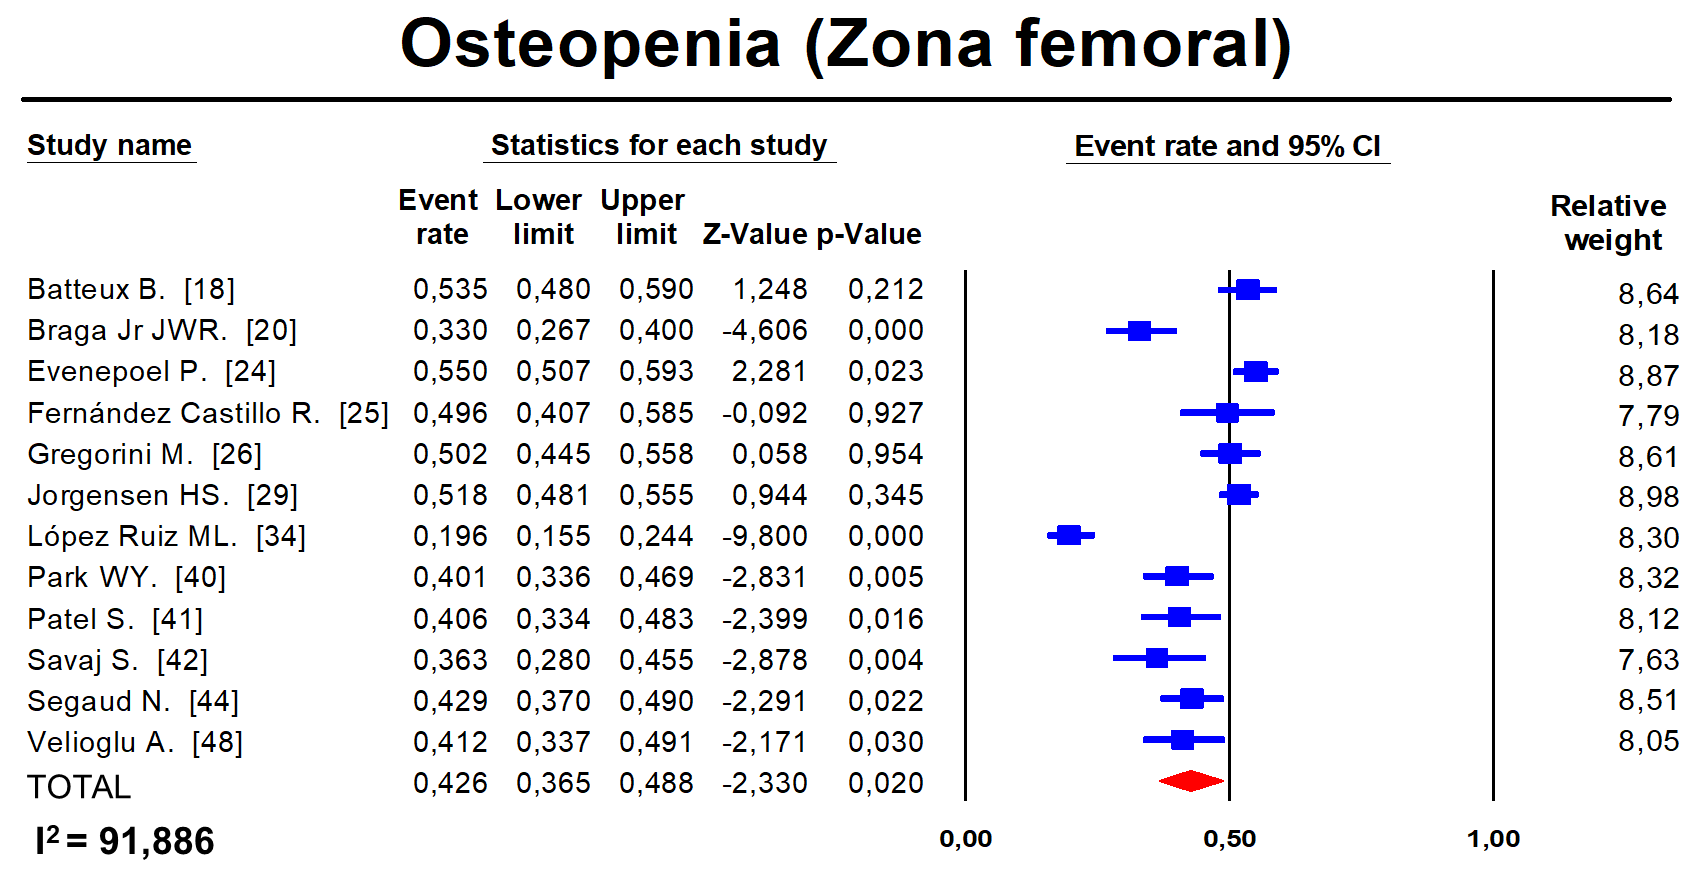 Osteopenia (Zona femoral)
Study name Statistics for each study Event rate and 95% CI
Event Lower Upper
rate limit limit Z-Value p-Value
Relative
weight
Batteux B. [18] 0,535 0,480 0,590 1,248 0,212 8,64
Braga Jr JWR. [20] 0,330 0,267 0,400 -4,606 0,000 8,18
Evenepoel P. [24] 0,550 0,507 0,593 2,281 0,023 8,87
Fernández Castillo R. [25] 0,496 0,407 0,585 -0,092 0,927 7,79
Gregorini M. [26] 0,502 0,445 0,558 0,058 0,954 8,61
Jorgensen HS. [29] 0,518 0,481 0,555 0,944 0,345 8,98
López Ruiz ML. [34] 0,196 0,155 0,244 -9,800 0,000 8,30
Park WY. [40] 0,401 0,336 0,469 -2,831 0,005 8,32
Patel S. [41] 0,406 0,334 0,483 -2,399 0,016 8,12
Savaj S. [42] 0,363 0,280 0,455 -2,878 0,004 7,63
Segaud N. [44] 0,429 0,370 0,490 -2,291 0,022 8,51
Velioglu A. [48] 0,412 0,337 0,491 -2,171 0,030 8,05
TOTAL 0,426 0,365 0,488 -2,330 0,020
I² = 91,886 0,00 0,50 1,00